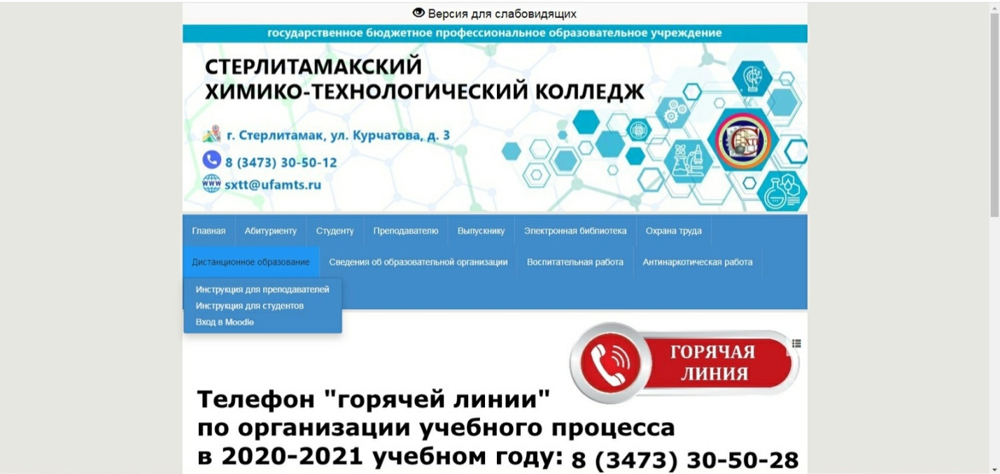 Версия для слабовидящих
государственное бюджетное профессиональное образовательное учреждение
СТЕРЛИТАМАКСКИЙ
ХИМИКО-ТЕХНОЛОГИЧЕСКИЙ КОЛЛЕДЖ
г. Стерлитамак, ул. Курчатова, д. 3
8 (3473) 30-50-12
www sxtt@ufamts.ru
Главная Абитуриенту Студенту Преподавателю Выпускнику Электронная библиотека Охрана труда
Дистанционное образование Сведения об образовательной организации Воспитательная работа Антинаркотическая работа
Инструкция для преподавателей
Инструкция для студентов
Вход в Moodle
ГОРЯЧАЯ
ЛИНИЯ
Телефон "горячей линии"
по организации учебного процесса
в 2020-2021 учебном году: 8 (3473) 30-50-28